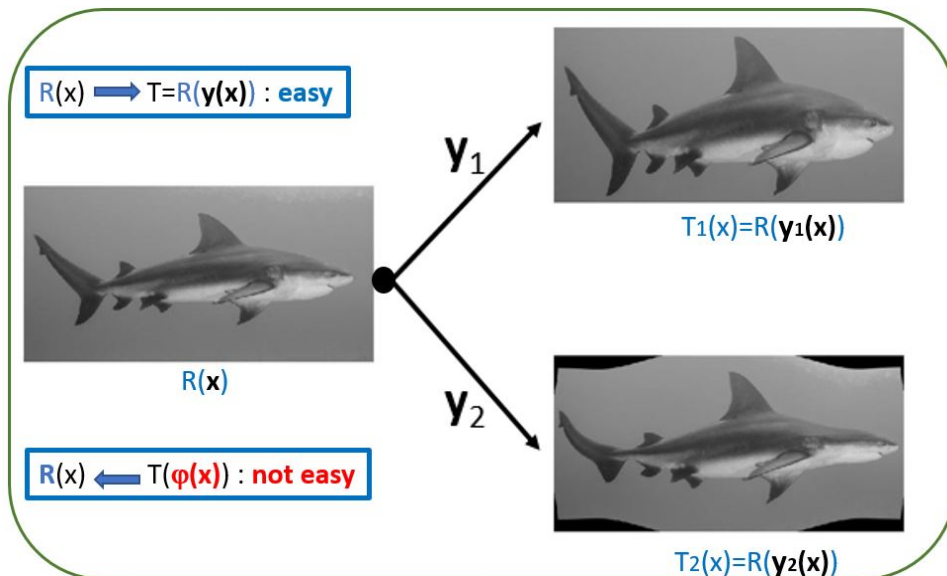 R(x) → T=R(y(x)) : easy
y₁
T₁(x)=R(y₁(x))
R(x)
y₂
R(x) ← T(φ(x)) : not easy
T₂(x)=R(y₂(x))